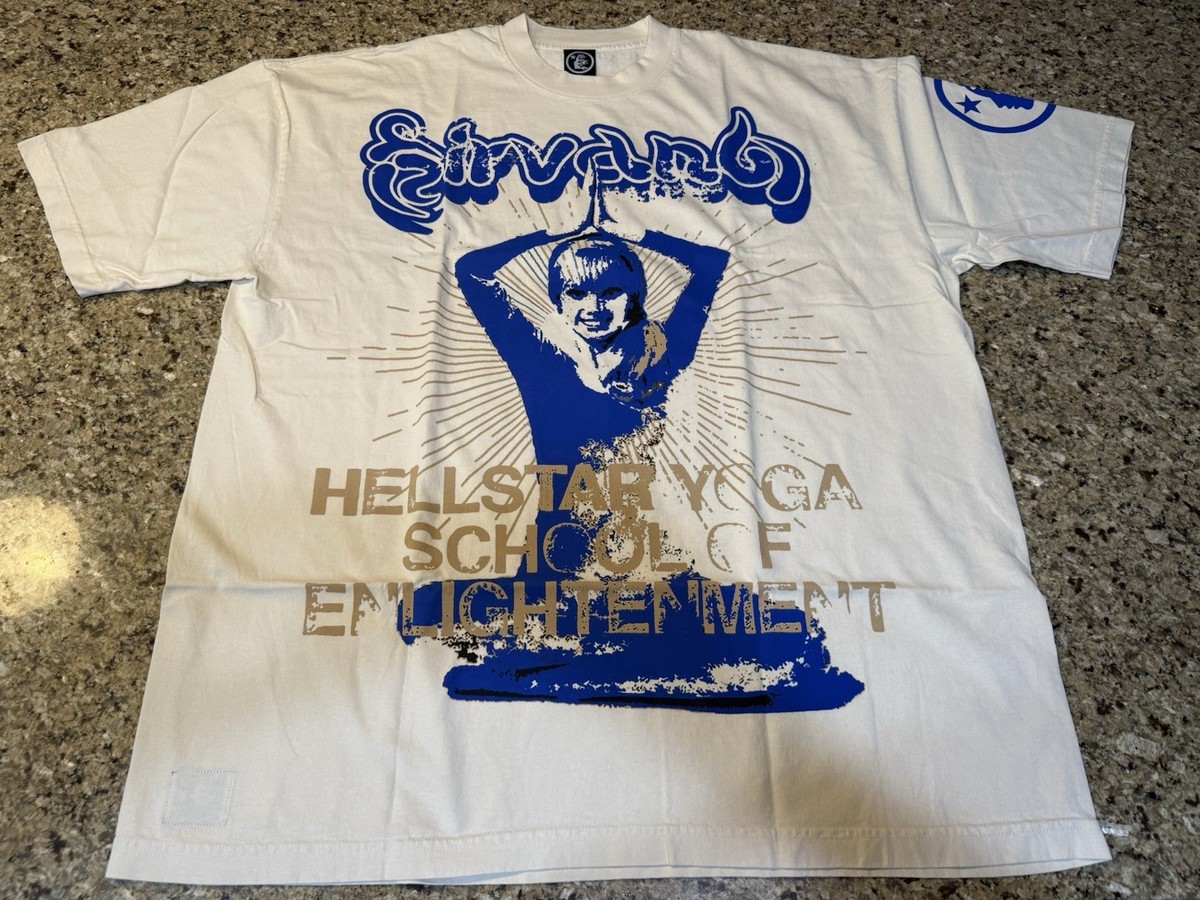 Nirvana
HELLSTAR YOGA
SCHOOL OF
ENLIGHTENMENT